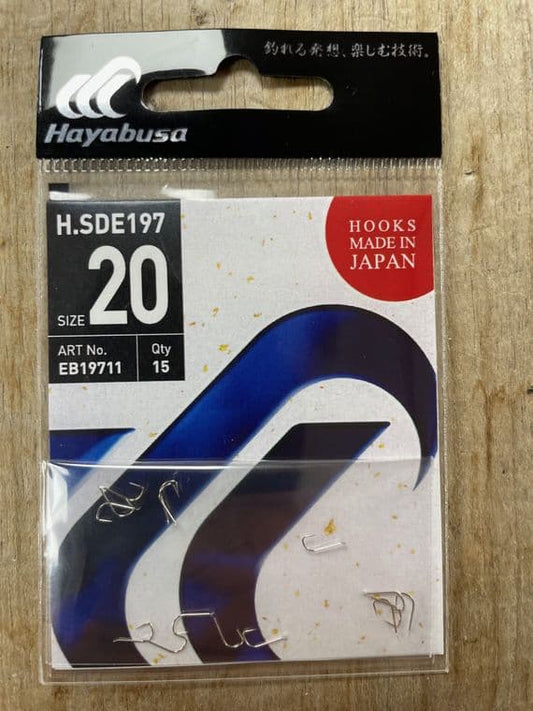 釣れる発想、楽しむ技術。
Hayabusa
H.SDE197
SIZE 20
ART No. Qty
EB19711 15
HOOKS
MADE IN
JAPAN